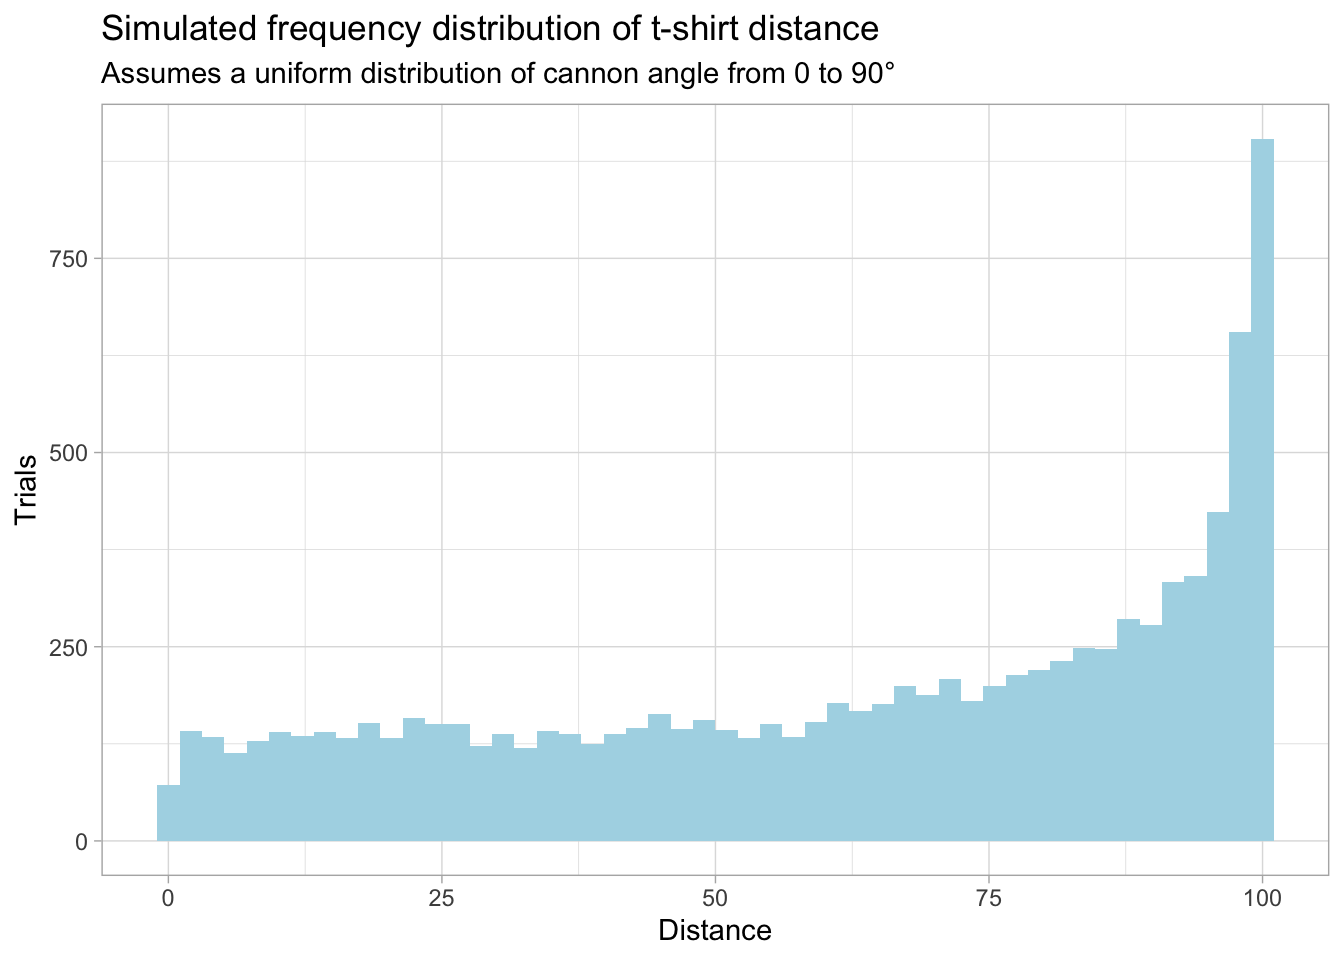 Simulated frequency distribution of t-shirt distance
Assumes a uniform distribution of cannon angle from 0 to 90°
Trials
750
500
250
0
0 25 50 75 100
Distance